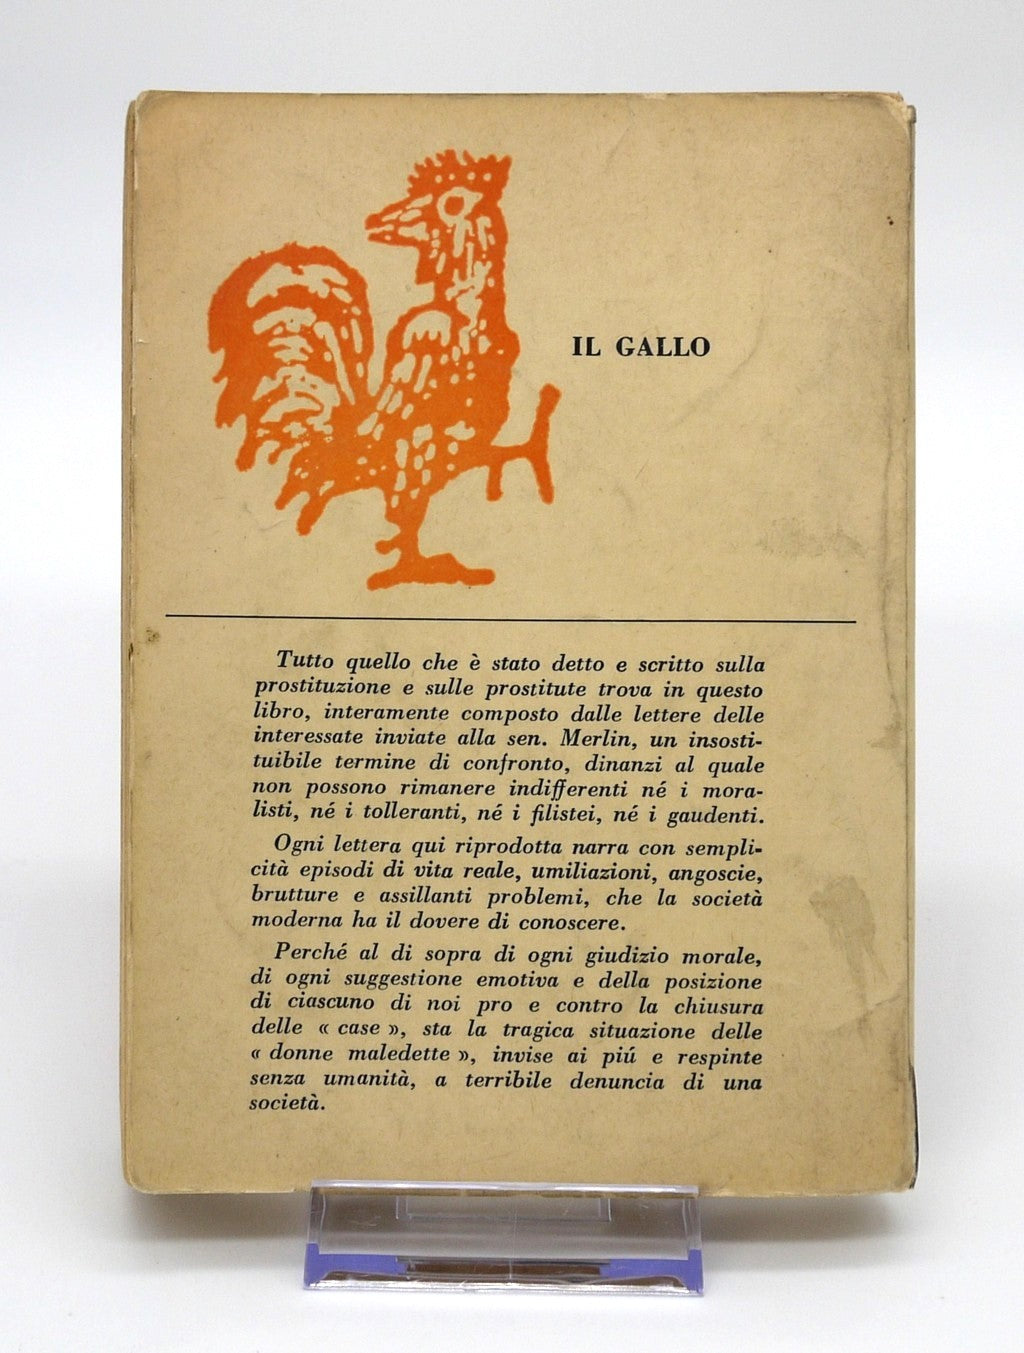 IL GALLO
Tutto quello che è stato detto e scritto sulla
prostituzione e sulle prostitute trova in questo
libro, interamente composto dalle lettere delle
interessate inviate alla sen. Merlin, un insosti-
tuibile termine di confronto, dinanzi al quale
non possono rimanere indifferenti né i mora-
listi, né i tolleranti, né i filistei, né i gaudenti.
Ogni lettera qui riprodotta narra con sempli-
cità episodi di vita reale, umiliazioni, angoscie,
brutture e assillanti problemi, che la società
moderna ha il dovere di conoscere.
Perché al di sopra di ogni giudizio morale,
di ogni suggestione emotiva e della posizione
di ciascuno di noi pro e contro la chiusura
delle « case », sta la tragica situazione delle
« donne maledette », invise ai piú e respinte
senza umanità, a terribile denuncia di una
società.